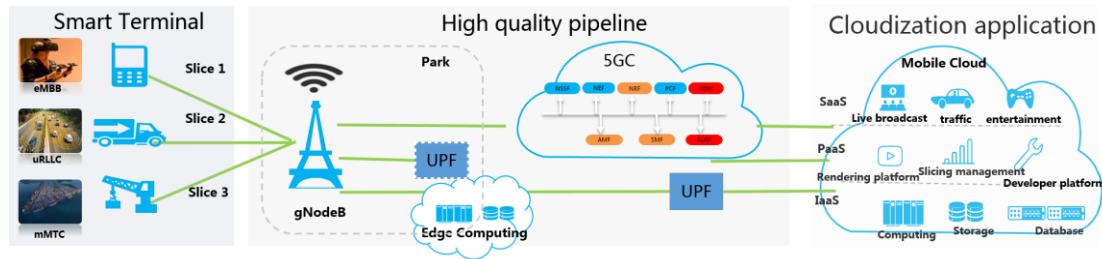 Smart Terminal
High quality pipeline
Cloudization application
eMBB
uRLLC
mMTC
Slice 1
Slice 2
Slice 3
Park
gNodeB
UPF
Edge Computing
5GC
NSSF NEF NRF PCF UDM
AMF SMF AUSF
UPF
Mobile Cloud
SaaS
Live broadcast traffic entertainment
PaaS
Rendering platform Slicing management Developer platform
IaaS
Computing Storage Database